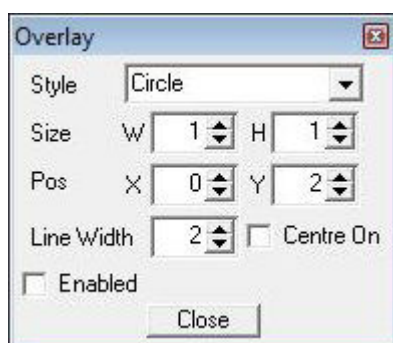 Overlay
Style Circle
Size W 1 H 1
Pos X 0 Y 2
Line Width 2 Centre On
Enabled
Close